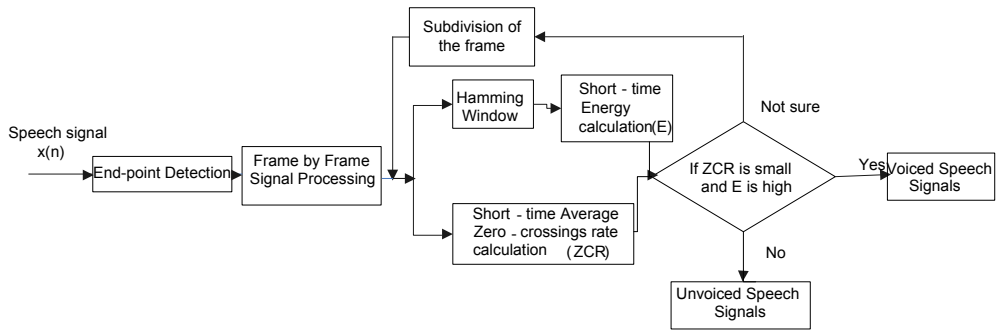 Subdivision of
the frame
Hamming
Window
Short - time
Energy
calculation(E)
Not sure
Speech signal
x(n)
End-point Detection
Frame by Frame
Signal Processing
If ZCR is small
and E is high
Yes
Voiced Speech
Signals
Short - time Average
Zero - crossings rate
calculation (ZCR)
No
Unvoiced Speech
Signals